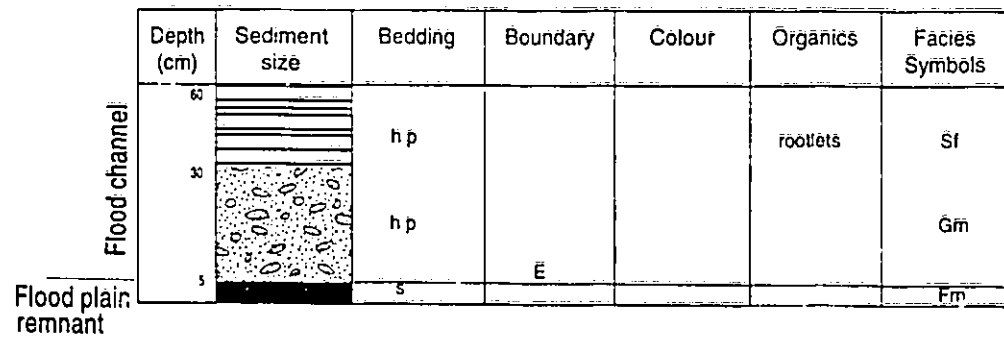 Depth (cm) Sediment size Bedding Boundary Colour Organics Facies Symbols
Flood channel
60
h p rootlets Sf
30
h p Gm
E
5
s Fm
Flood plain remnant